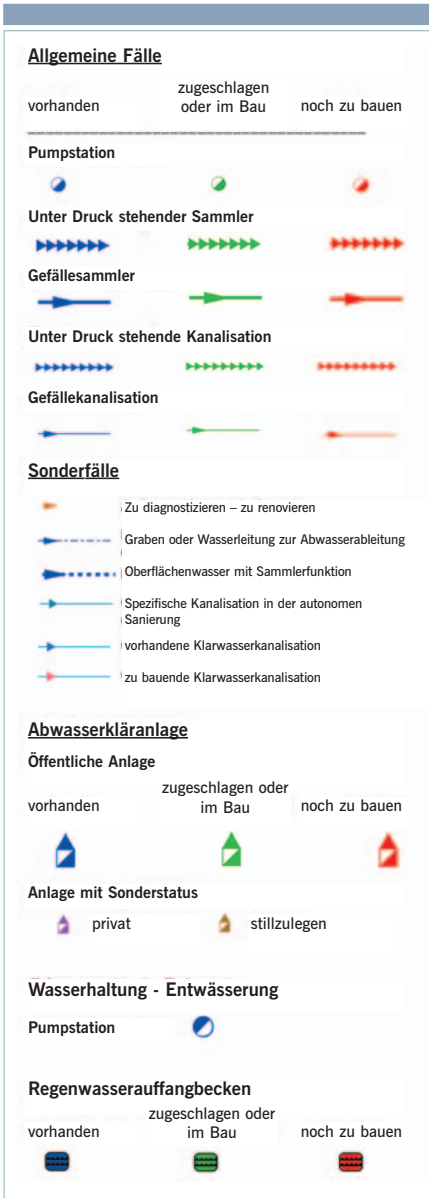 Allgemeine Fälle
zugeschlagen
vorhanden oder im Bau noch zu bauen
Pumpstation
Unter Druck stehender Sammler
Gefällesammler
Unter Druck stehende Kanalisation
Gefällekanalisation
Sonderfälle
Zu diagnostizieren – zu renovieren
Graben oder Wasserleitung zur Abwasserableitung
Oberflächenwasser mit Sammlerfunktion
Spezifische Kanalisation in der autonomen
Sanierung
vorhandene Klarwasserkanalisation
zu bauende Klarwasserkanalisation
Abwasserkläranlage
Öffentliche Anlage
zugeschlagen oder
vorhanden im Bau noch zu bauen
Anlage mit Sonderstatus
privat stillzulegen
Wasserhaltung - Entwässerung
Pumpstation
Regenwasserauffangbecken
zugeschlagen oder
vorhanden im Bau noch zu bauen